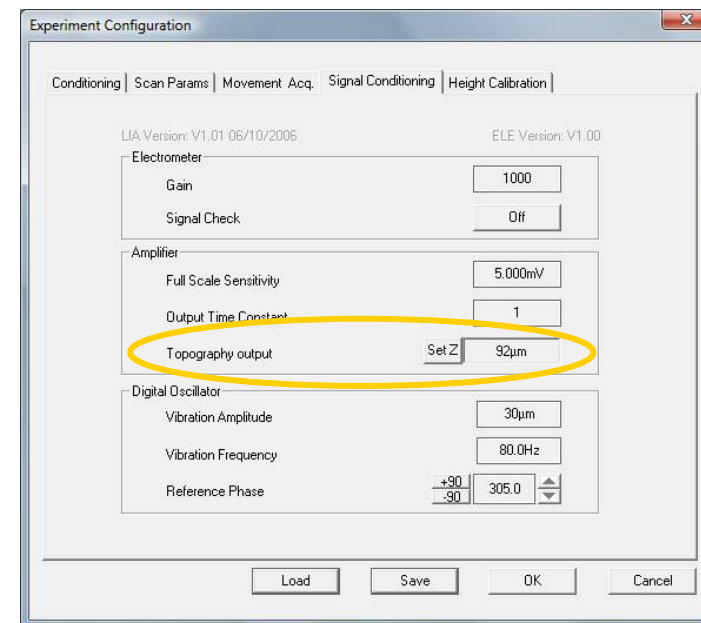 Experiment Configuration
Conditioning Scan Params Movement Acq. Signal Conditioning Height Calibration
LIA Version: V1.01 06/10/2006 ELE Version: V1.00
Electrometer
Gain 1000
Signal Check Off
Amplifier
Full Scale Sensitivity 5.000mV
Output Time Constant 1
Topography output Set Z 92µm
Digital Oscillator
Vibration Amplitude 30µm
Vibration Frequency 80.0Hz
Reference Phase +90 -90 305.0
Load Save OK Cancel